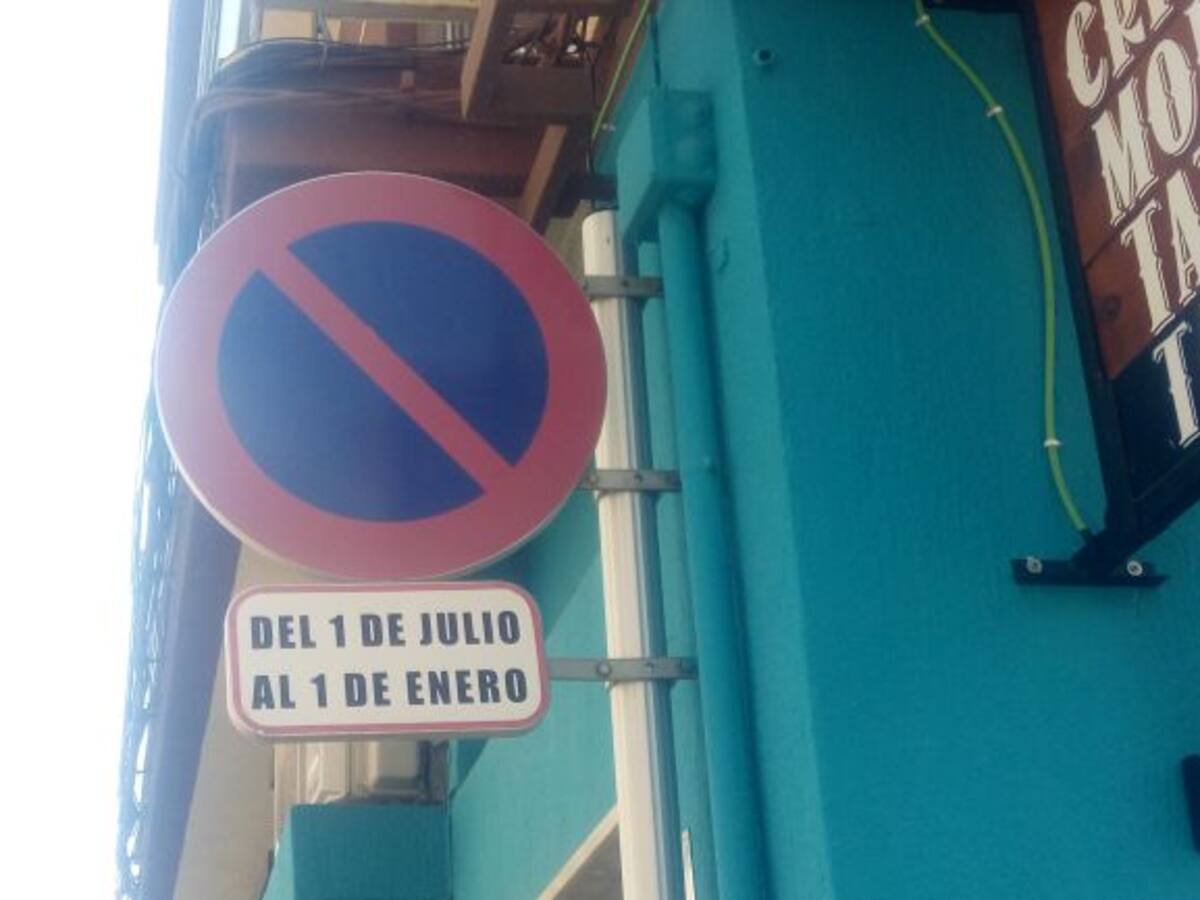 DEL 1 DE JULIO
AL 1 DE ENERO